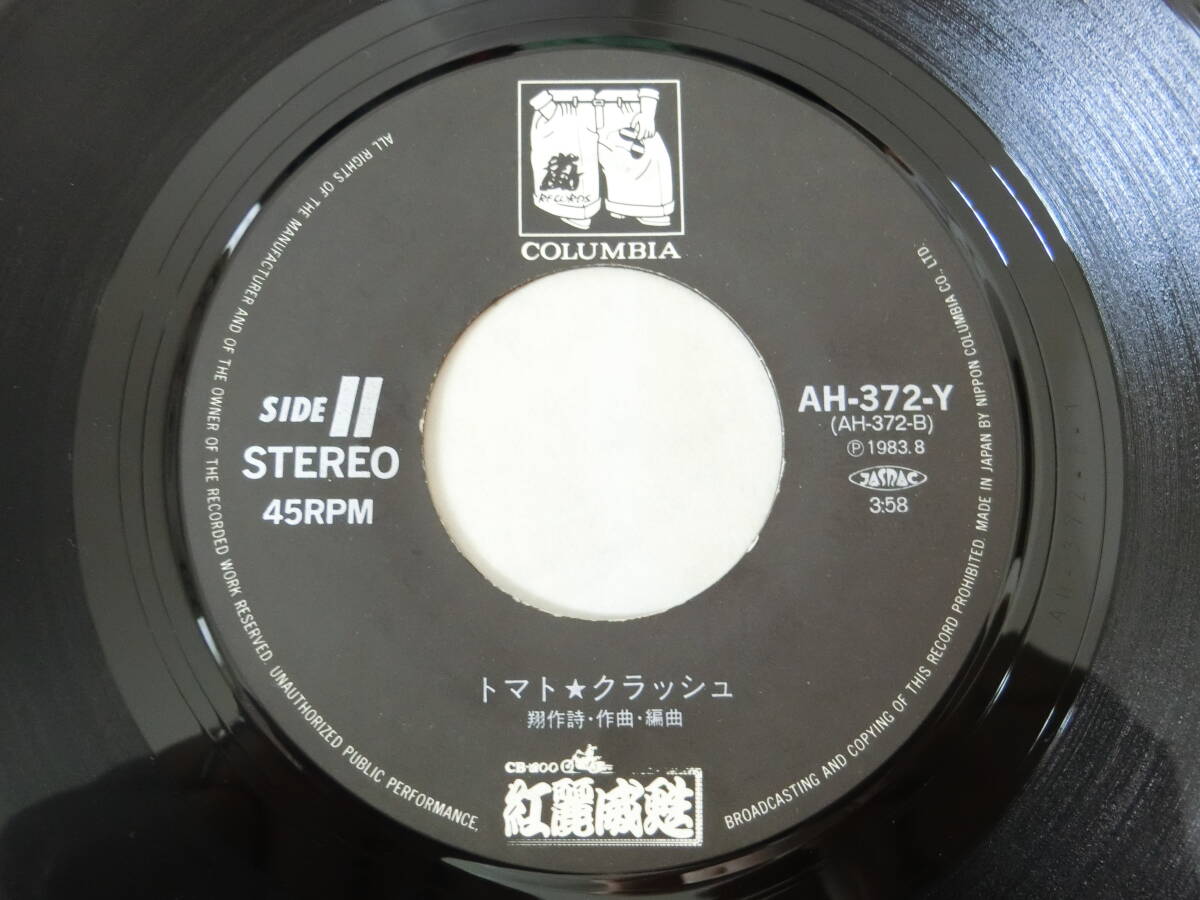 嵐
RECORDS
COLUMBIA
SIDE II
STEREO
45RPM
AH-372-Y
(AH-372-B)
Ⓟ 1983.8
JASRAC
3:58
トマト★クラッシュ
翔作詩・作曲・編曲
紅麗威甦
ALL RIGHTS OF THE MANUFACTURER AND OF THE OWNER OF THE RECORDED WORK RESERVED. UNAUTHORIZED PUBLIC PERFORMANCE, BROADCASTING AND COPYING OF THIS RECORD PROHIBITED. MADE IN JAPAN BY NIPPON COLUMBIA CO., LTD.